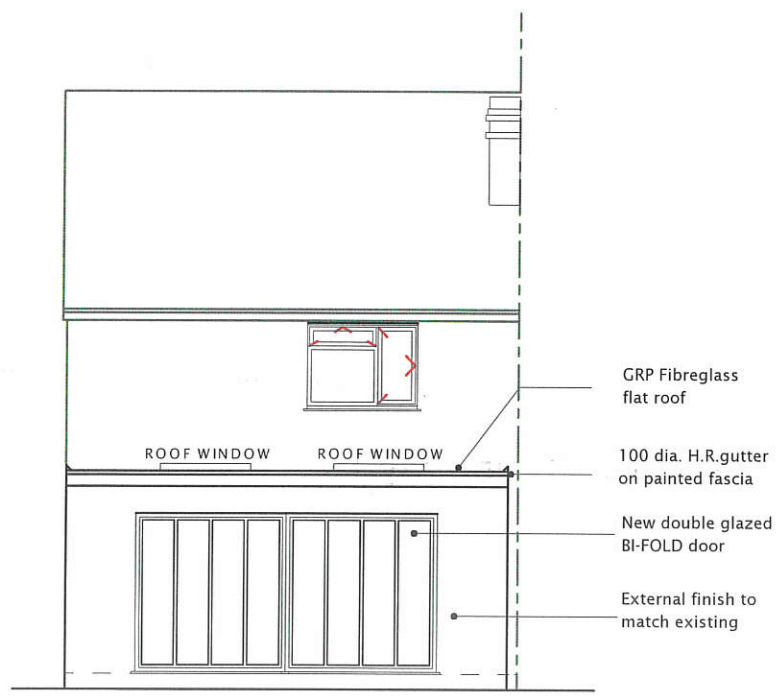 GRP Fibreglass
flat roof
ROOF WINDOW
ROOF WINDOW
100 dia. H.R.gutter
on painted fascia
New double glazed
BI-FOLD door
External finish to
match existing